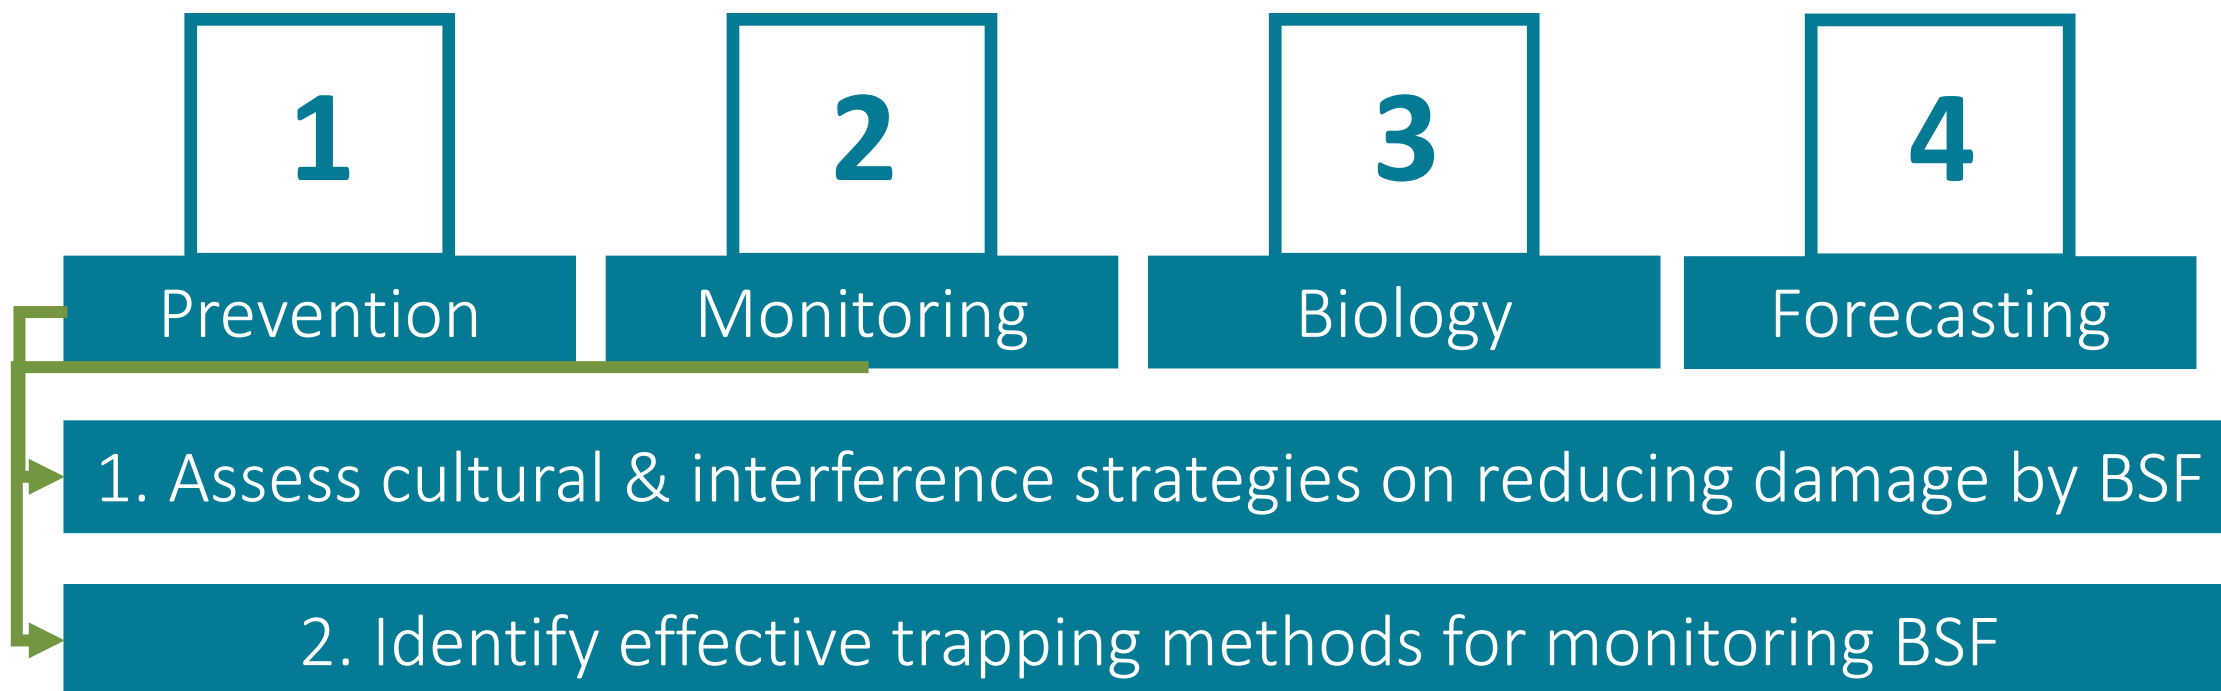 1
2
3
4
Prevention
Monitoring
Biology
Forecasting
1. Assess cultural & interference strategies on reducing damage by BSF
2. Identify effective trapping methods for monitoring BSF